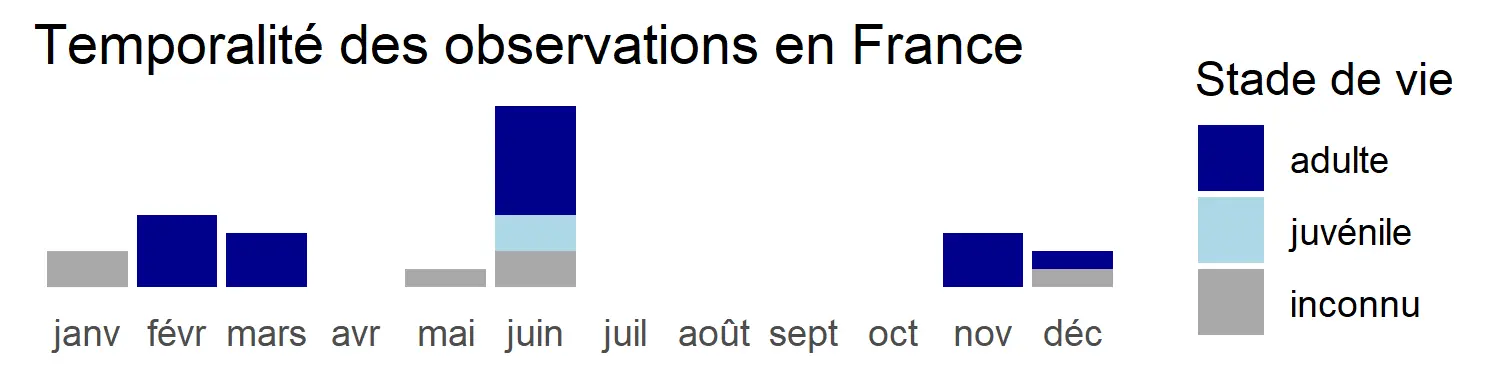 Temporalité des observations en France
Stade de vie
adulte
juvénile
inconnu
janv févr mars avr mai juin juil août sept oct nov déc